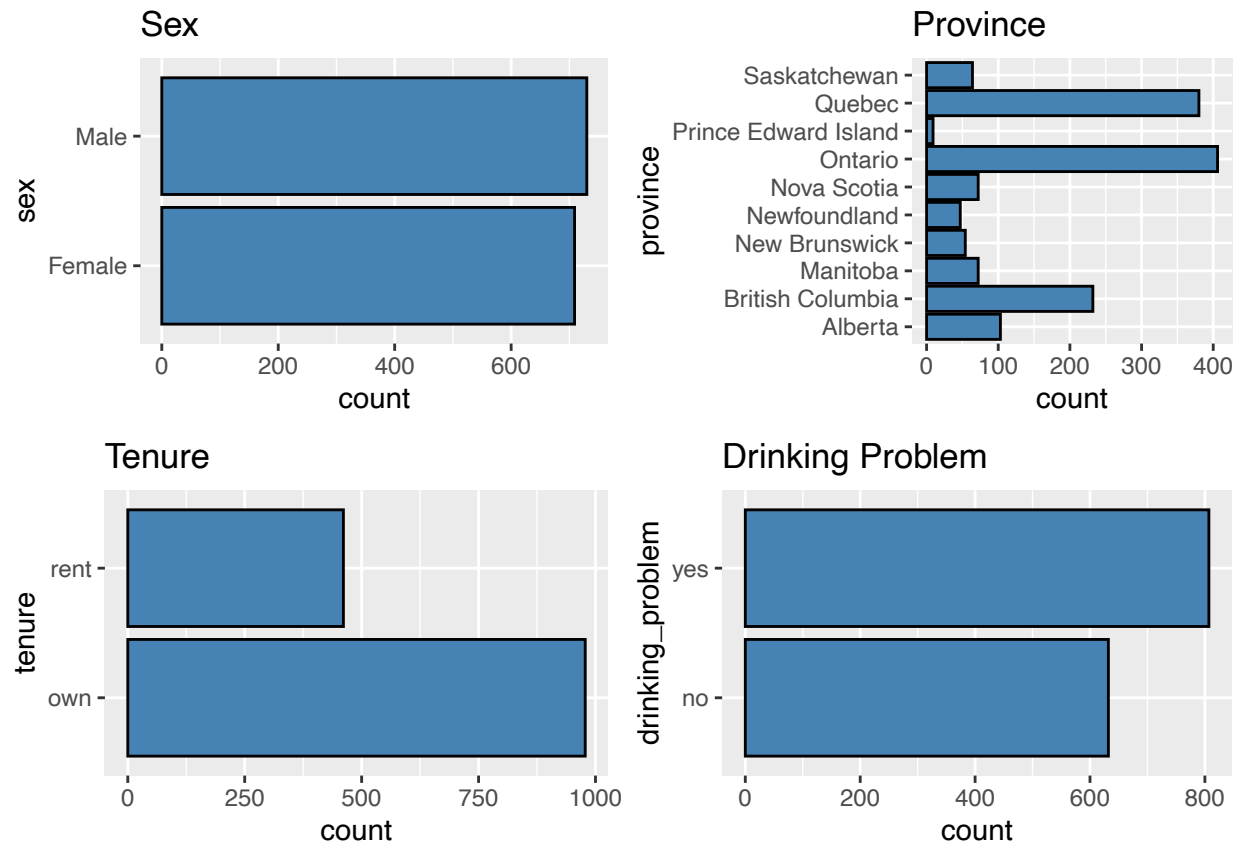 Sex
sex
Male
Female
0 200 400 600
count
Province
province
Saskatchewan
Quebec
Prince Edward Island
Ontario
Nova Scotia
Newfoundland
New Brunswick
Manitoba
British Columbia
Alberta
0 100 200 300 400
count
Tenure
tenure
rent
own
0 250 500 750 1000
count
Drinking Problem
drinking_problem
yes
no
0 200 400 600 800
count